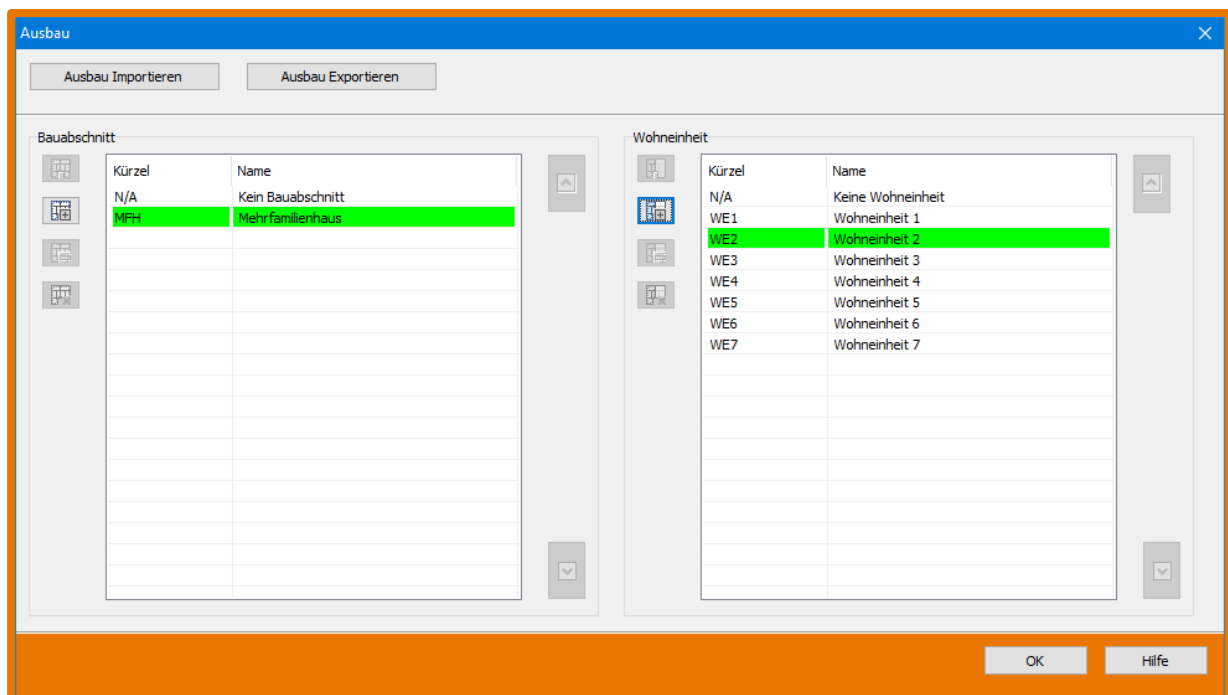 Ausbau
Ausbau Importieren Ausbau Exportieren
Bauabschnitt
Kürzel Name
N/A Kein Bauabschnitt
MFH Mehrfamilienhaus
Wohneinheit
Kürzel Name
N/A Keine Wohneinheit
WE1 Wohneinheit 1
WE2 Wohneinheit 2
WE3 Wohneinheit 3
WE4 Wohneinheit 4
WE5 Wohneinheit 5
WE6 Wohneinheit 6
WE7 Wohneinheit 7
OK Hilfe